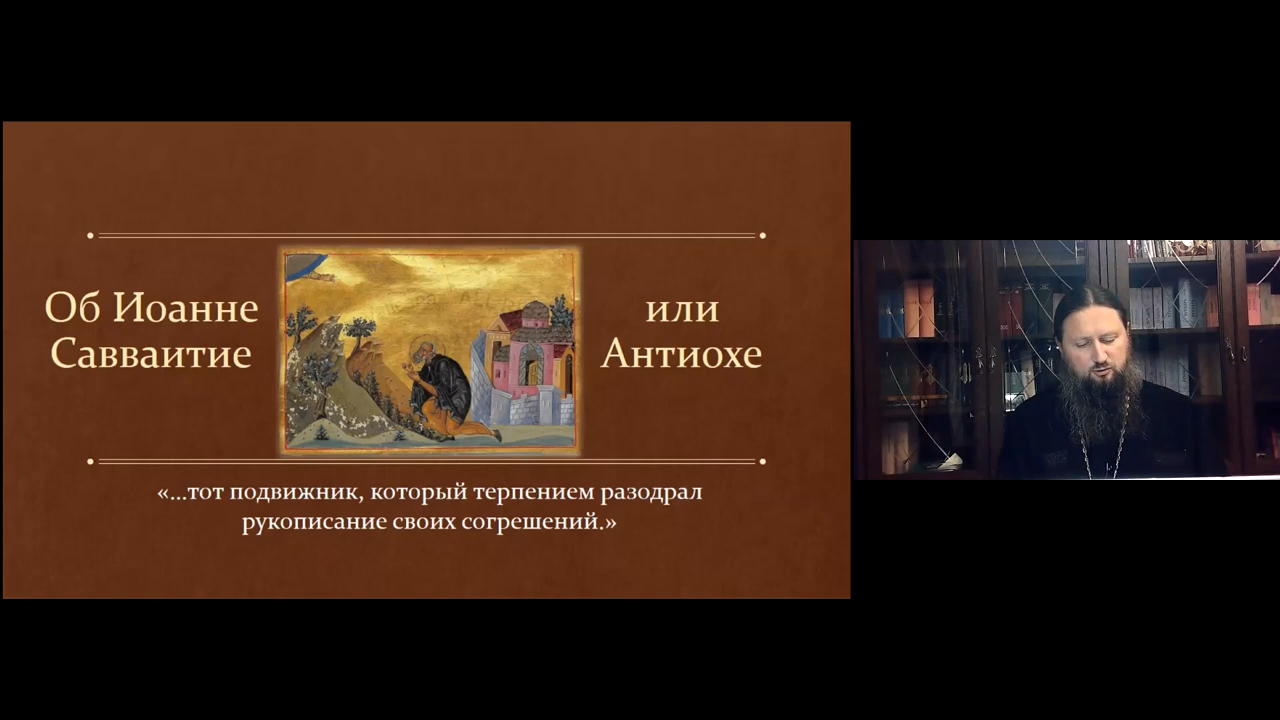 Об Иоанне
Савваитие
или
Антиохе
«…тот подвижник, который терпением разодрал
рукописание своих согрешений.»